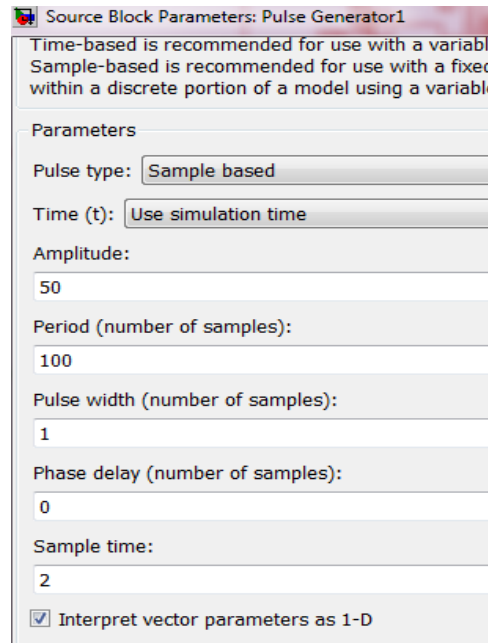 Source Block Parameters: Pulse Generator1
Time-based is recommended for use with a variabl
Sample-based is recommended for use with a fixed
within a discrete portion of a model using a variabl
Parameters
Pulse type: Sample based
Time (t): Use simulation time
Amplitude:
50
Period (number of samples):
100
Pulse width (number of samples):
1
Phase delay (number of samples):
0
Sample time:
2
Interpret vector parameters as 1-D